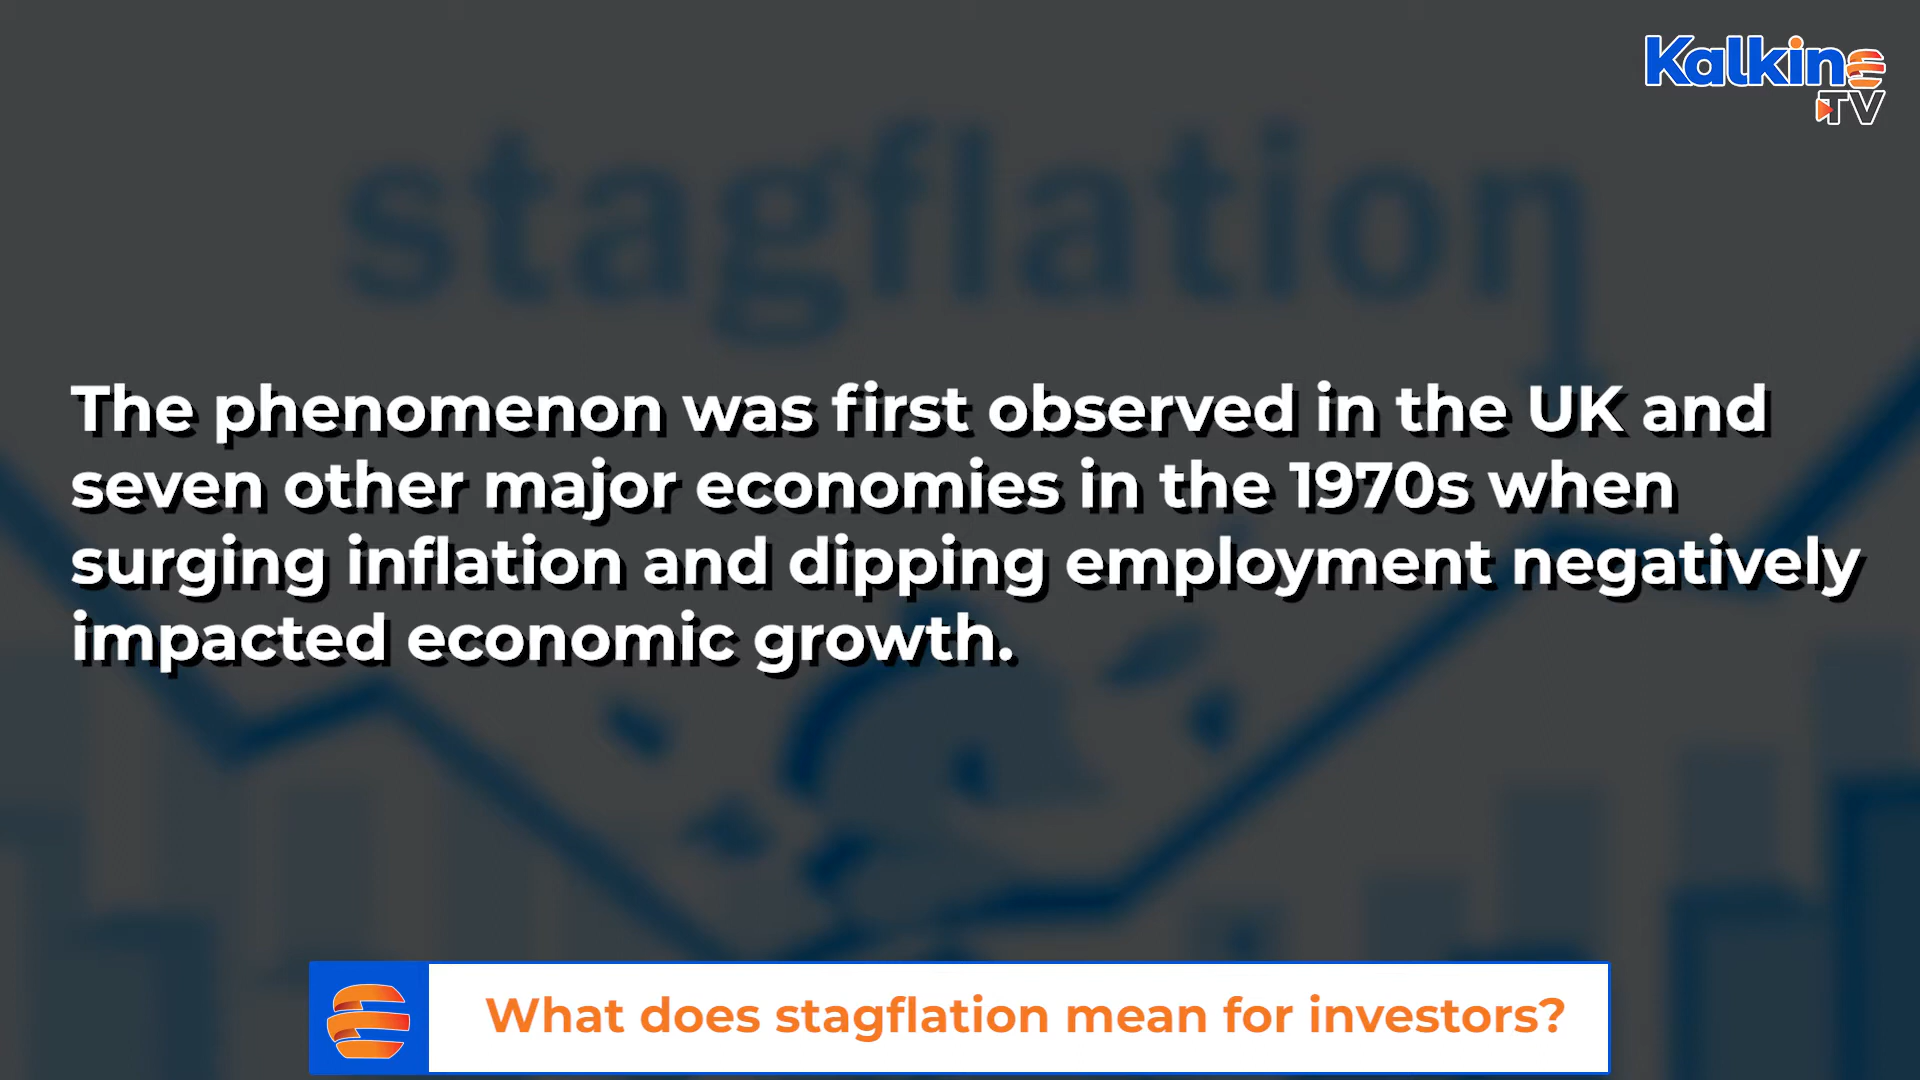 Kalkine
TV
stagflation
The phenomenon was first observed in the UK and
seven other major economies in the 1970s when
surging inflation and dipping employment negatively
impacted economic growth.
What does stagflation mean for investors?